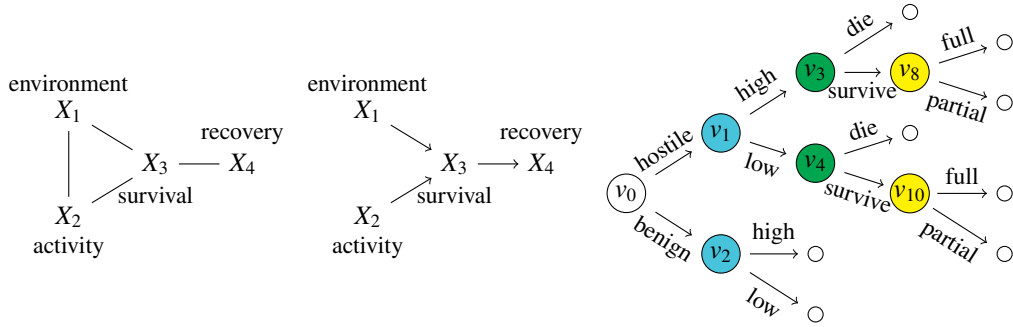 environment
X1
recovery
X3
X4
survival
X2
activity
environment
X1
recovery
X3
X4
survival
X2
activity
die
full
v3
v8
survive
partial
high
v1
hostile
low
die
v4
full
survive
v10
partial
v0
benign
v2
high
low